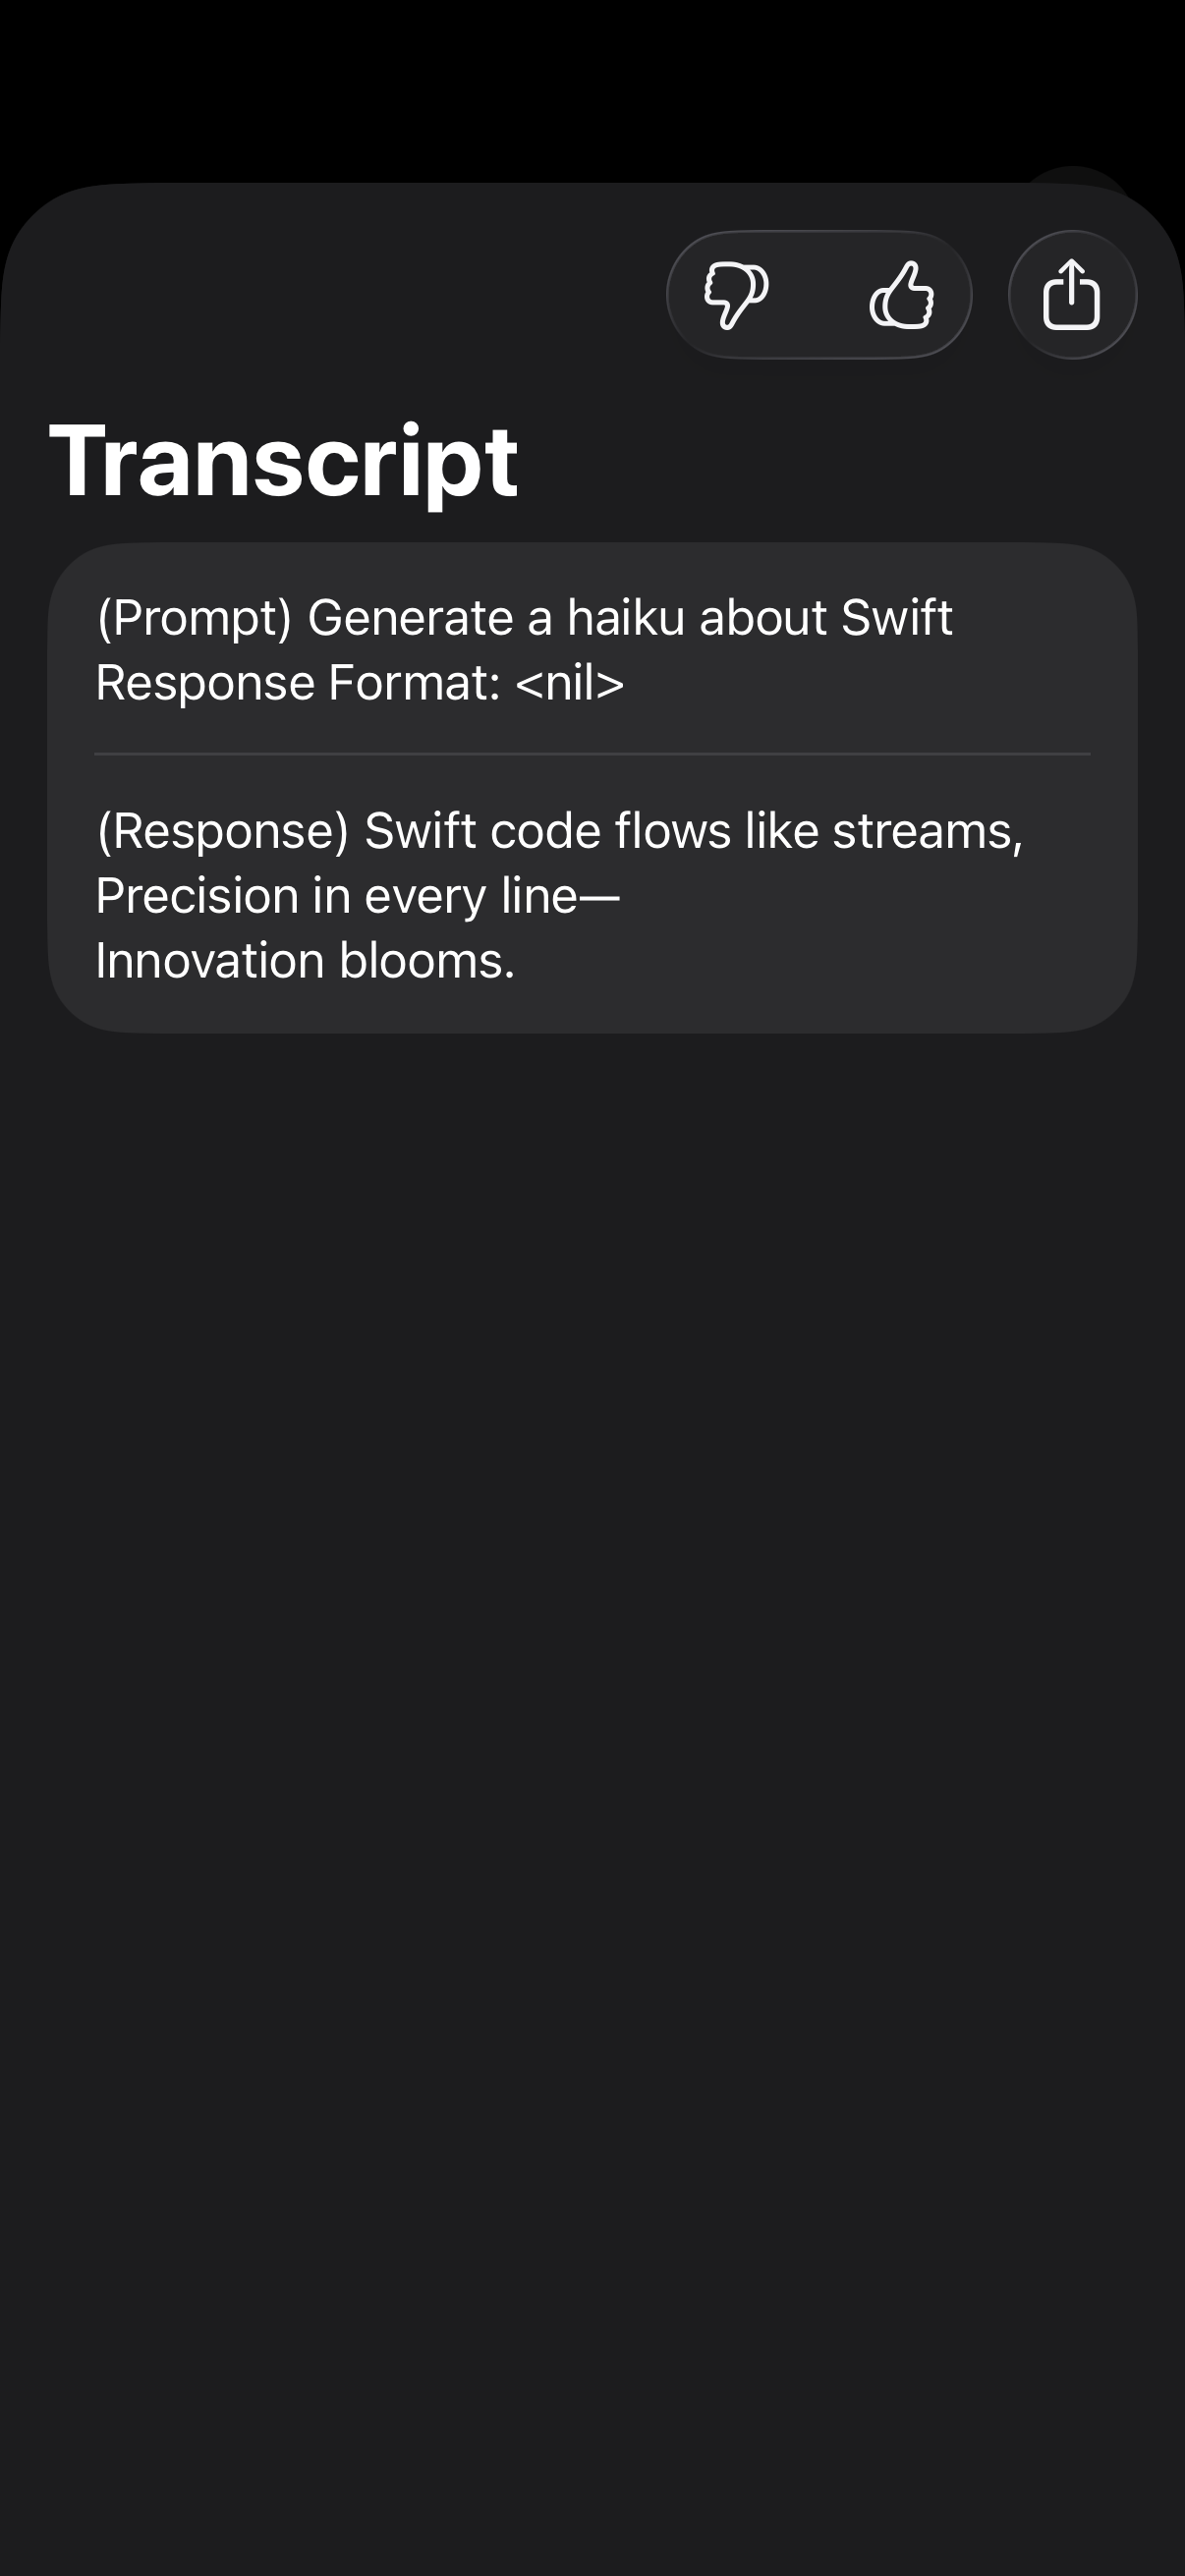 Transcript
(Prompt) Generate a haiku about Swift
Response Format: <nil>
(Response) Swift code flows like streams,
Precision in every line—
Innovation blooms.